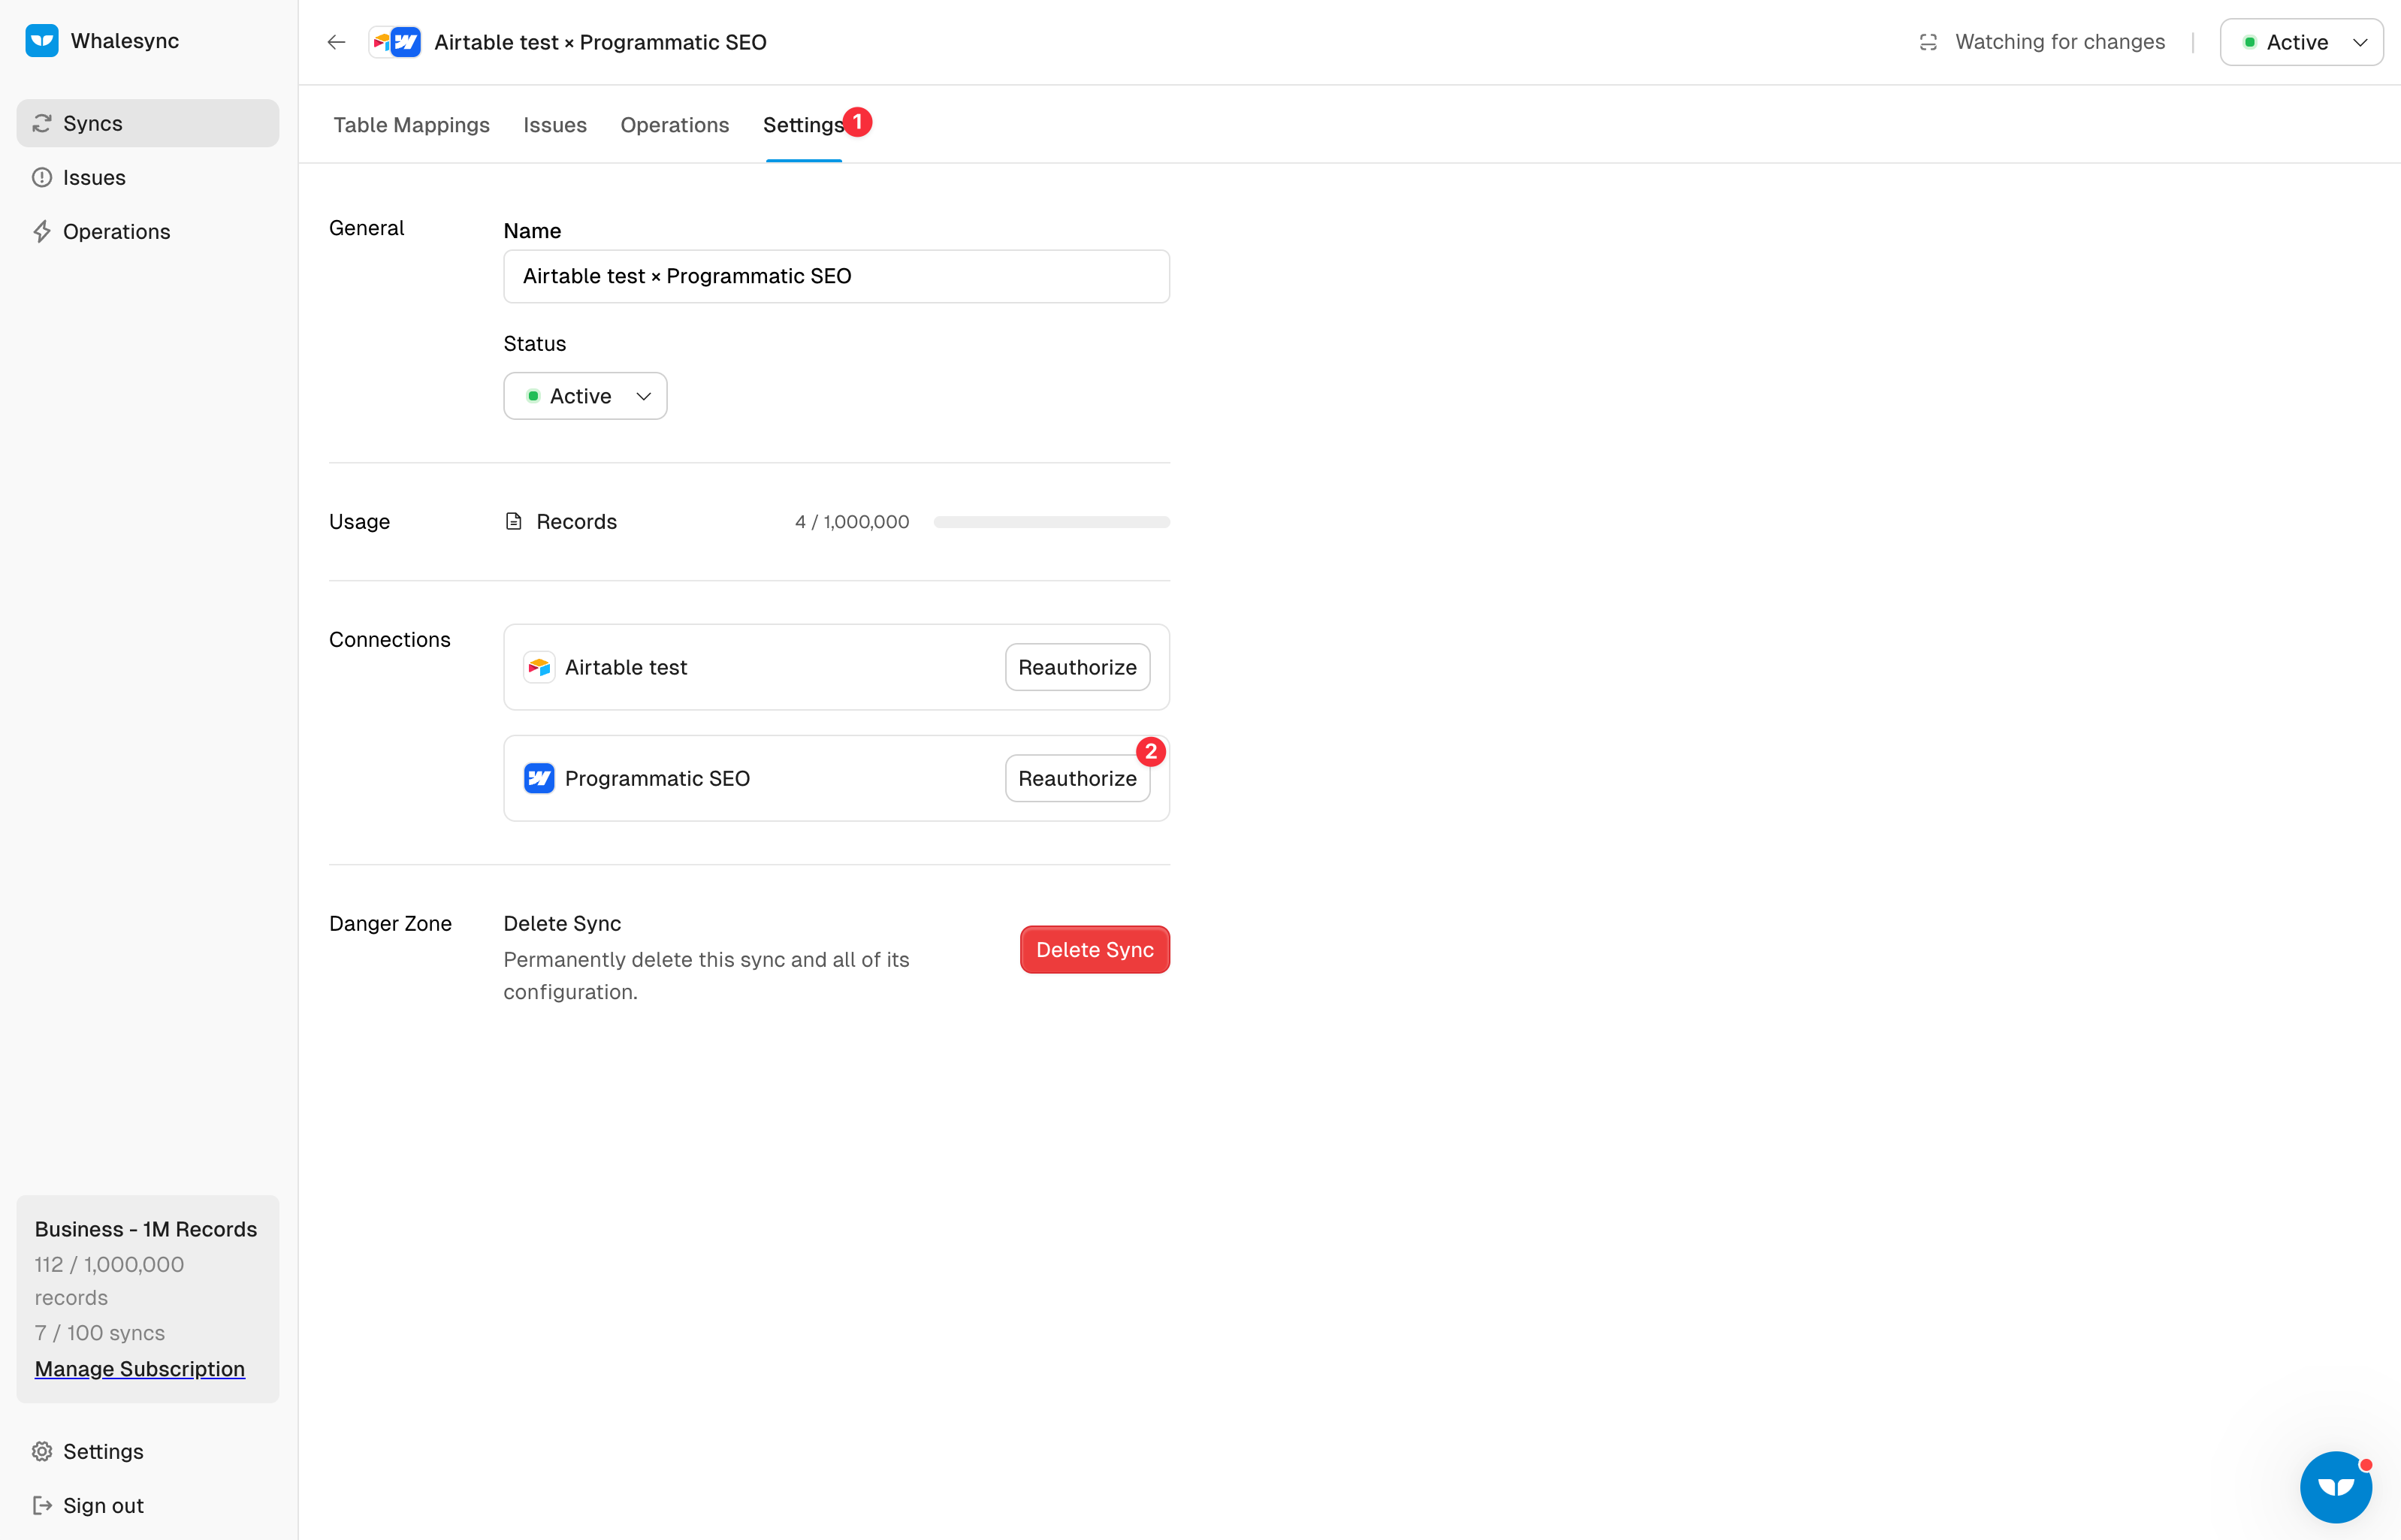 Whalesync
Syncs
Issues
Operations
Airtable test × Programmatic SEO
Watching for changes
Active
Table Mappings
Issues
Operations
Settings
1
General
Name
Airtable test × Programmatic SEO
Status
Active
Usage
Records
4 / 1,000,000
Connections
Airtable test
Reauthorize
2
Programmatic SEO
Reauthorize
Danger Zone
Delete Sync
Permanently delete this sync and all of its
configuration.
Delete Sync
Business - 1M Records
112 / 1,000,000
records
7 / 100 syncs
Manage Subscription
Settings
Sign out